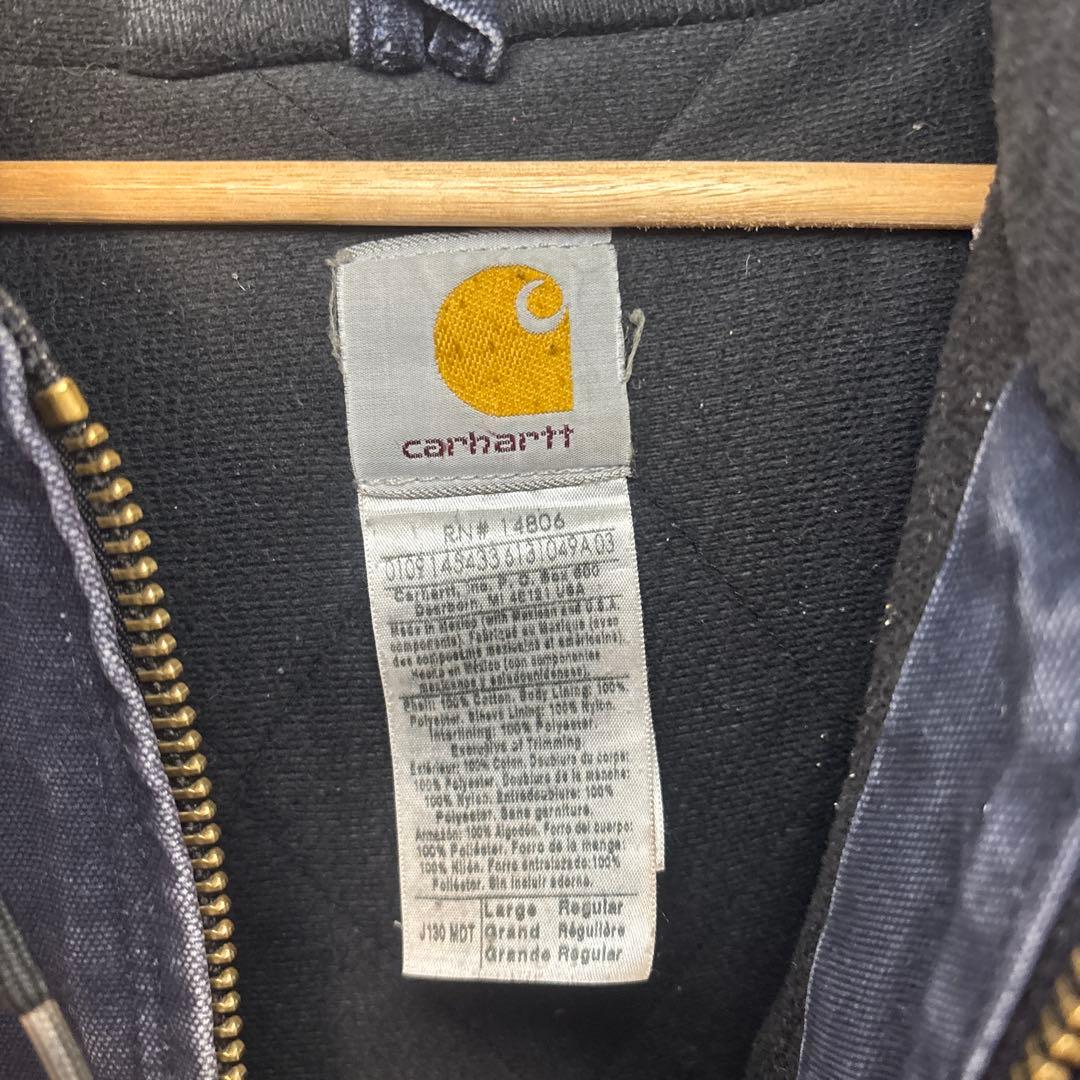 carhartt
RN# 14806
01091454336131049A03
Carhartt, Inc. P. O. Box 600
Dearborn, MI 48121 USA
Made in Mexico with Mexican and U.S.A.
components). Fabriqué au Mexique (avec
des composants mexicains et américains).
Hecho en México (con componentes
mexicanos y estadounidenses).
Shell: 100% Cotton. Body Lining: 100%
Polyester. Sleeve Lining: 100% Nylon.
Interlining: 100% Polyester
Exclusive of Trimming
Extérieur: 100% Coton. Doublure du corps:
100% Polyester. Doublure de la manche:
100% Nylon. Entredoublure: 100%
Polyester. Sans garniture.
Armazón: 100% Algodón. Forro del cuerpo:
100% Poliéster. Forro de la manga:
100% Nilón. Forro entrelazado: 100%
Poliéster. Sin incluir adorno.
J130 MDT
Large Regular
Grand Régulière
Grande Regular